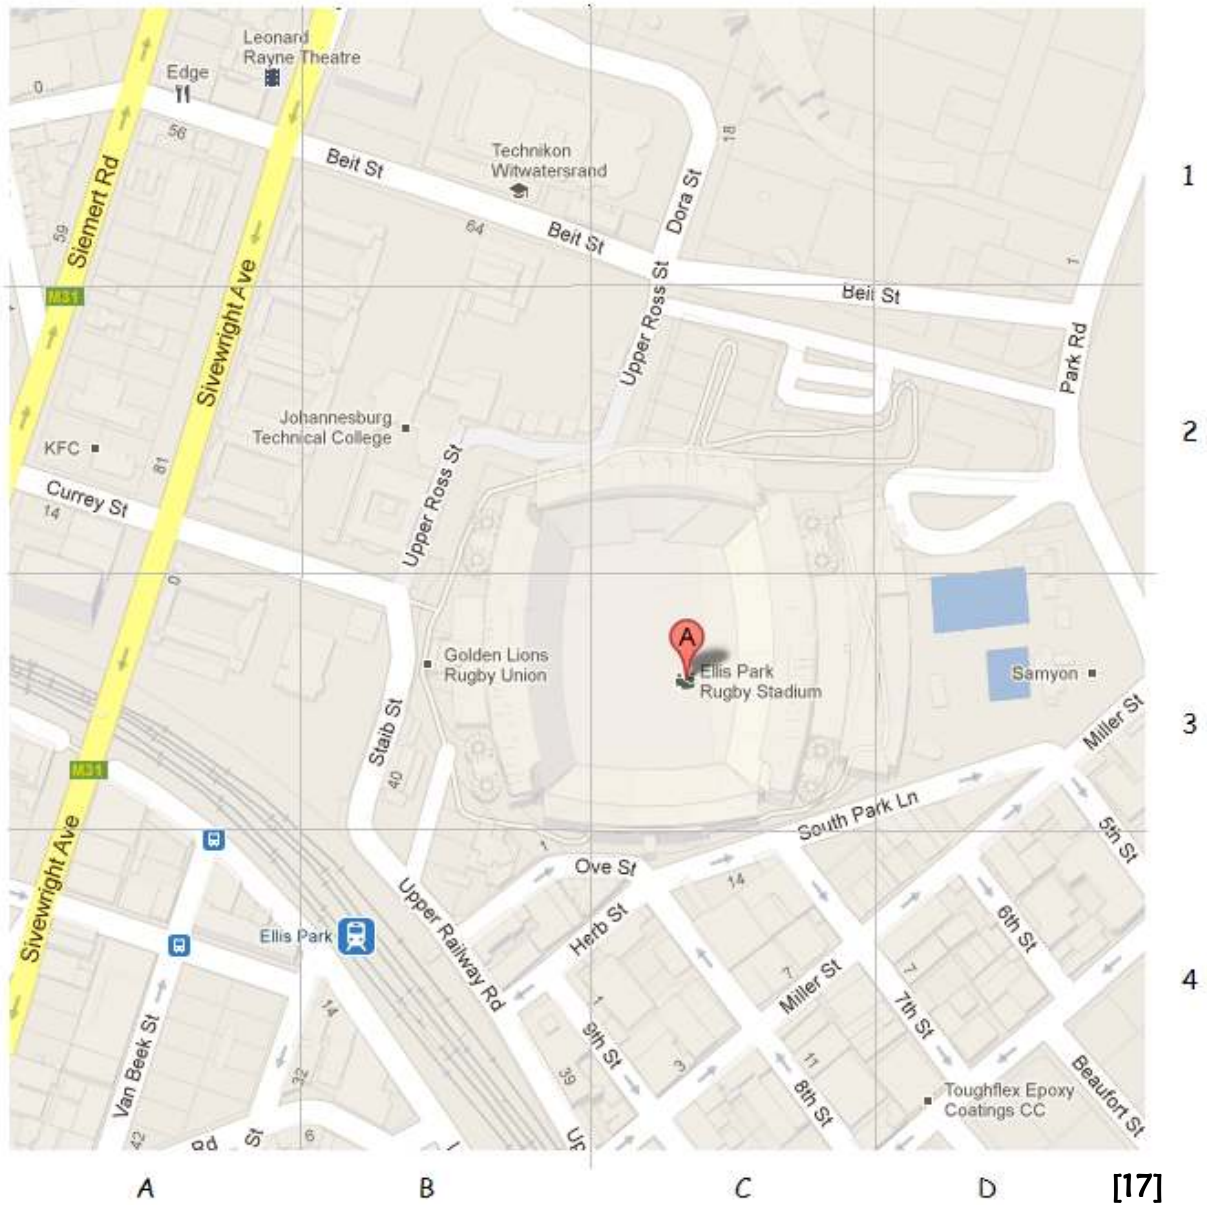 Leonard
Rayne Theatre
Edge
0
56
18
Technikon
Witwatersrand
Beit St
1
Siemert Rd
59
Dora St
64
Beit St
Sivewright Ave
Upper Ross St
1
M31
Beit St
Park Rd
Johannesburg
Technical College
2
KFC
81
Upper Ross St
Currey St
14
0
A
Golden Lions
Rugby Union
Ellis Park
Rugby Stadium
Samyon
Staib St
Miller St
3
M31
40
South Park Ln
5th St
Sivewright Ave
1
Ove St
14
Upper Railway Rd
Herb St
6th St
Ellis Park
7
Miller St
7
4
14
1
9th St
7th St
Van Beek St
32
39
3
11
8th St
Beaufort St
Toughflex Epoxy
Coatings CC
42
Rd
St
6
Up
A
B
C
D
[17]